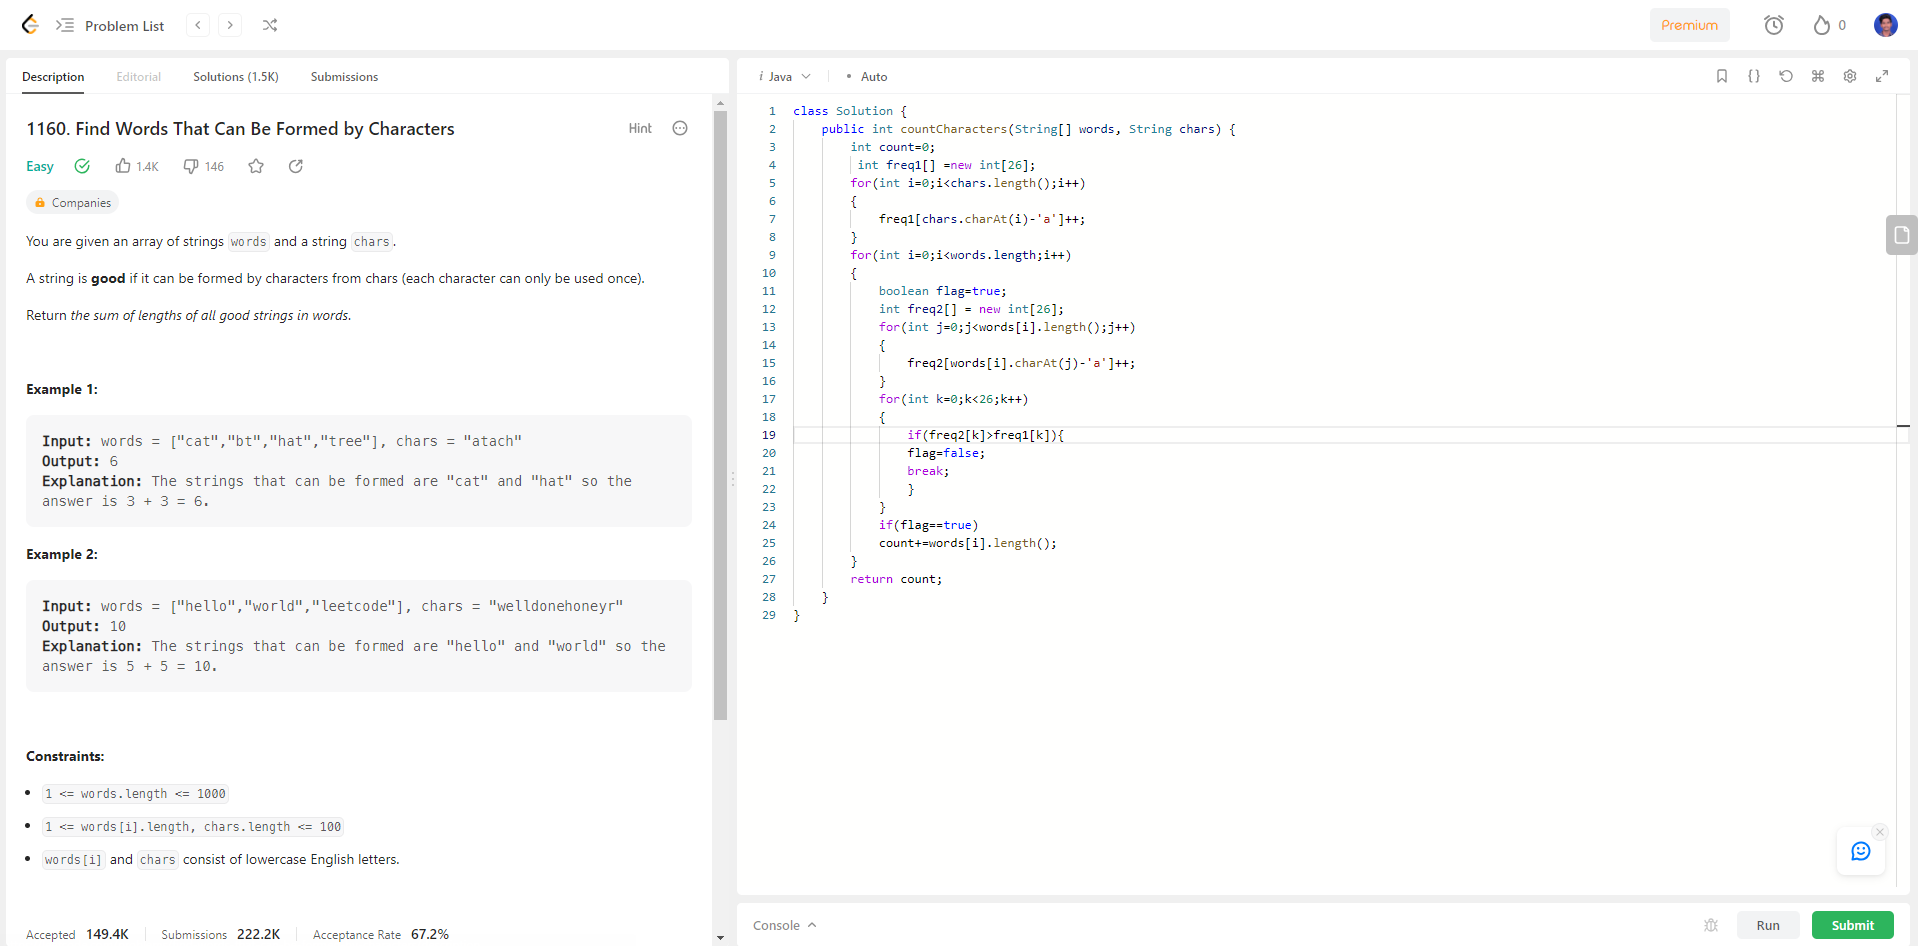 Problem List
Premium
0
Description Editorial Solutions (1.5K) Submissions
1160. Find Words That Can Be Formed by Characters
Hint
Easy 1.4K 146
Companies
You are given an array of strings words and a string chars.
A string is good if it can be formed by characters from chars (each character can only be used once).
Return the sum of lengths of all good strings in words.
Example 1:
Input: words = ["cat","bt","hat","tree"], chars = "atach"
Output: 6
Explanation: The strings that can be formed are "cat" and "hat" so the
answer is 3 + 3 = 6.
Example 2:
Input: words = ["hello","world","leetcode"], chars = "welldonehoneyr"
Output: 10
Explanation: The strings that can be formed are "hello" and "world" so the
answer is 5 + 5 = 10.
Constraints:
• 1 <= words.length <= 1000
• 1 <= words[i].length, chars.length <= 100
• words[i] and chars consist of lowercase English letters.
Accepted 149.4K Submissions 222.2K Acceptance Rate 67.2%
i Java • Auto
1 class Solution {
2 public int countCharacters(String[] words, String chars) {
3 int count=0;
4 int freq1[] =new int[26];
5 for(int i=0;i<chars.length();i++)
6 {
7 freq1[chars.charAt(i)-'a']++;
8 }
9 for(int i=0;i<words.length;i++)
10 {
11 boolean flag=true;
12 int freq2[] = new int[26];
13 for(int j=0;j<words[i].length();j++)
14 {
15 freq2[words[i].charAt(j)-'a']++;
16 }
17 for(int k=0;k<26;k++)
18 {
19 if(freq2[k]>freq1[k]){
20 flag=false;
21 break;
22 }
23 }
24 if(flag==true)
25 count+=words[i].length();
26 }
27 return count;
28 }
29 }
Console
Run
Submit